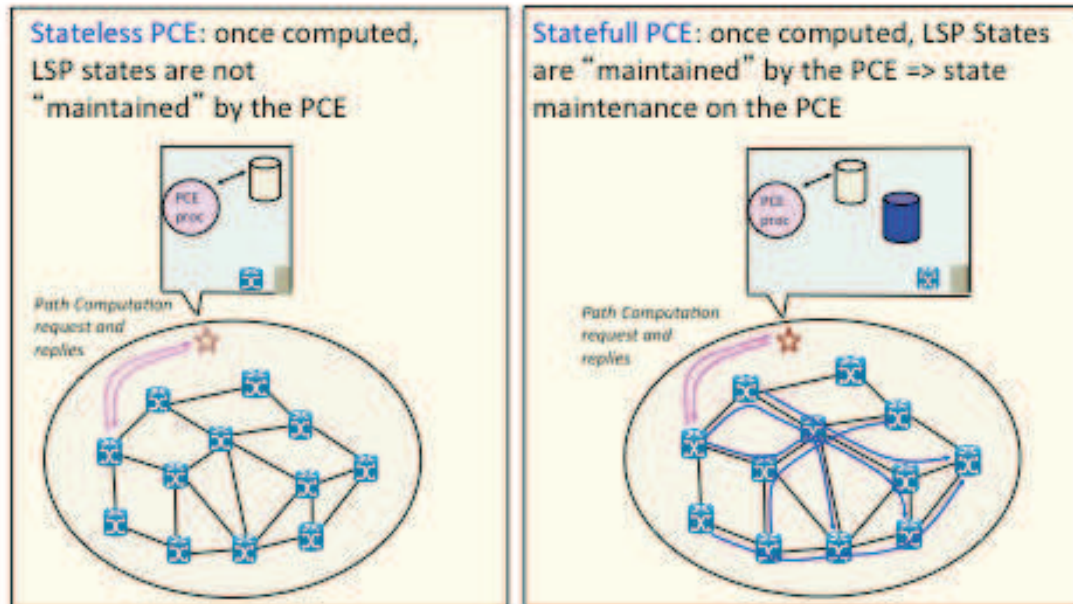 Stateless PCE: once computed,
LSP states are not
“maintained” by the PCE
PCE
proc
Path Computation
request and
replies
Statefull PCE: once computed, LSP States
are “maintained” by the PCE => state
maintenance on the PCE
PCE
proc
Path Computation
request and
replies